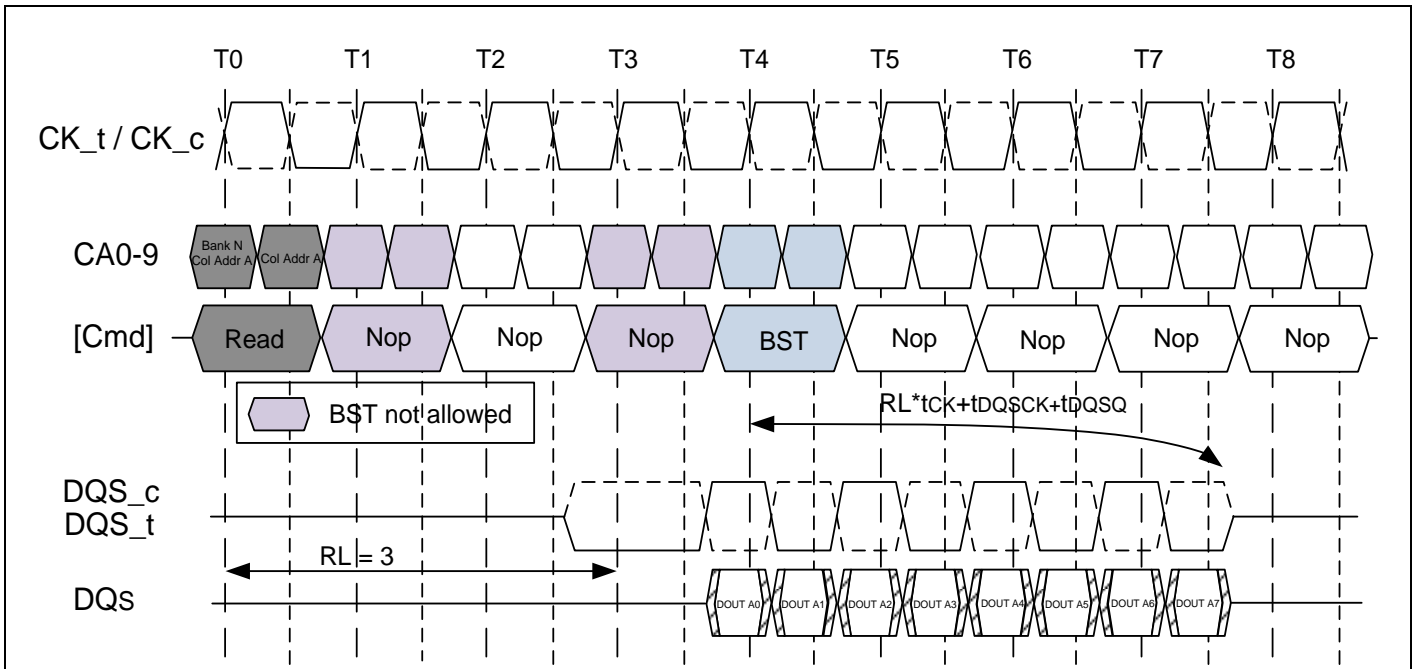 T0 T1 T2 T3 T4 T5 T6 T7 T8
CK_t / CK_c
CA0-9
Bank N
Col Addr A
Col Addr A
[Cmd]
Read Nop Nop Nop BST Nop Nop Nop Nop
BST not allowed
RL*tCK+tDQSCK+tDQSQ
DQS_c
DQS_t
RL = 3
DQs
DOUT A0 DOUT A1 DOUT A2 DOUT A3 DOUT A4 DOUT A5 DOUT A6 DOUT A7